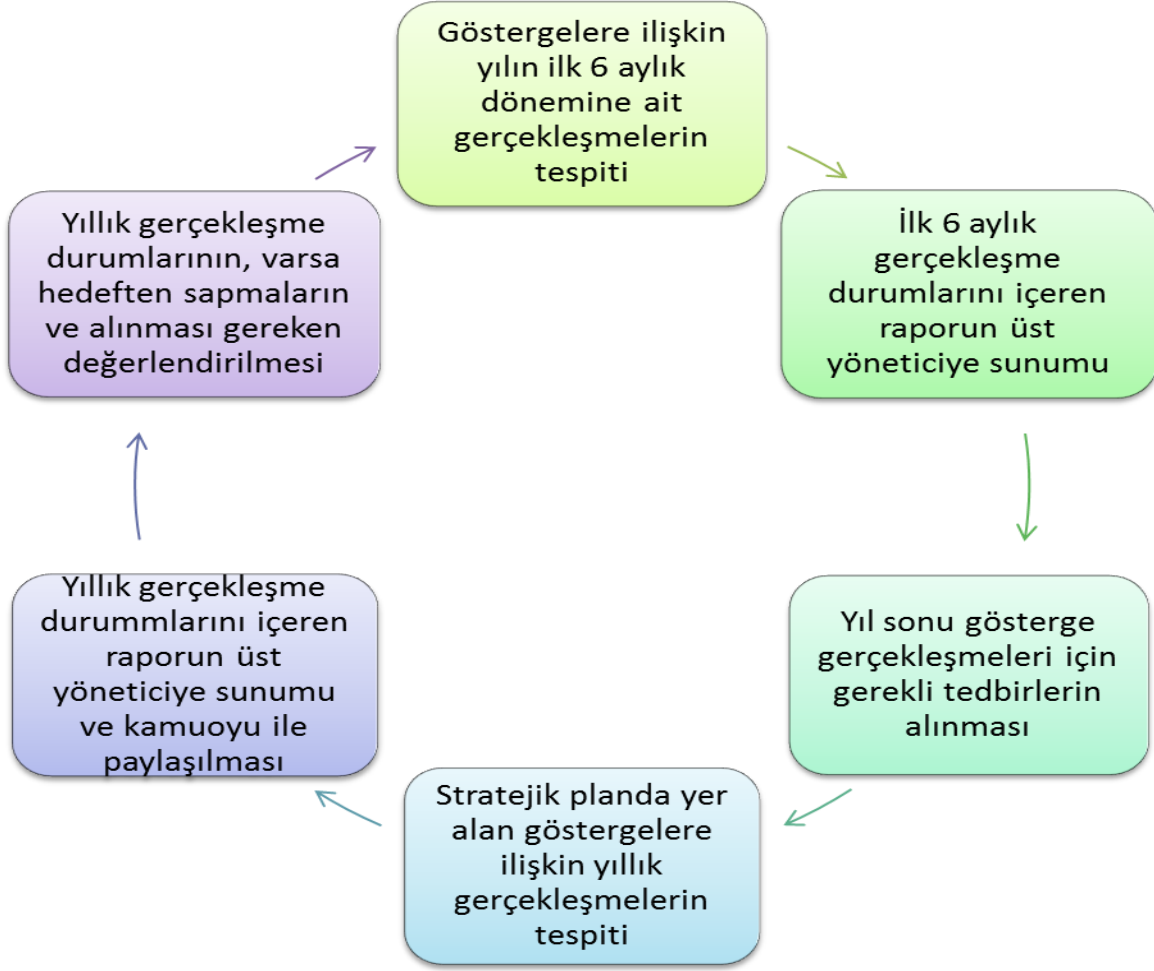 Göstergelere ilişkin
yılın ilk 6 aylık
dönemine ait
gerçekleşmelerin
tespiti
İlk 6 aylık
gerçekleşme
durumlarını içeren
raporun üst
yöneticiye sunumu
Yıl sonu gösterge
gerçekleşmeleri için
gerekli tedbirlerin
alınması
Stratejik planda yer
alan göstergelere
ilişkin yıllık
gerçekleşmelerin
tespiti
Yıllık gerçekleşme
durummlarını içeren
raporun üst
yöneticiye sunumu
ve kamuoyu ile
paylaşılması
Yıllık gerçekleşme
durumlarının, varsa
hedeften sapmaların
ve alınması gereken
değerlendirilmesi